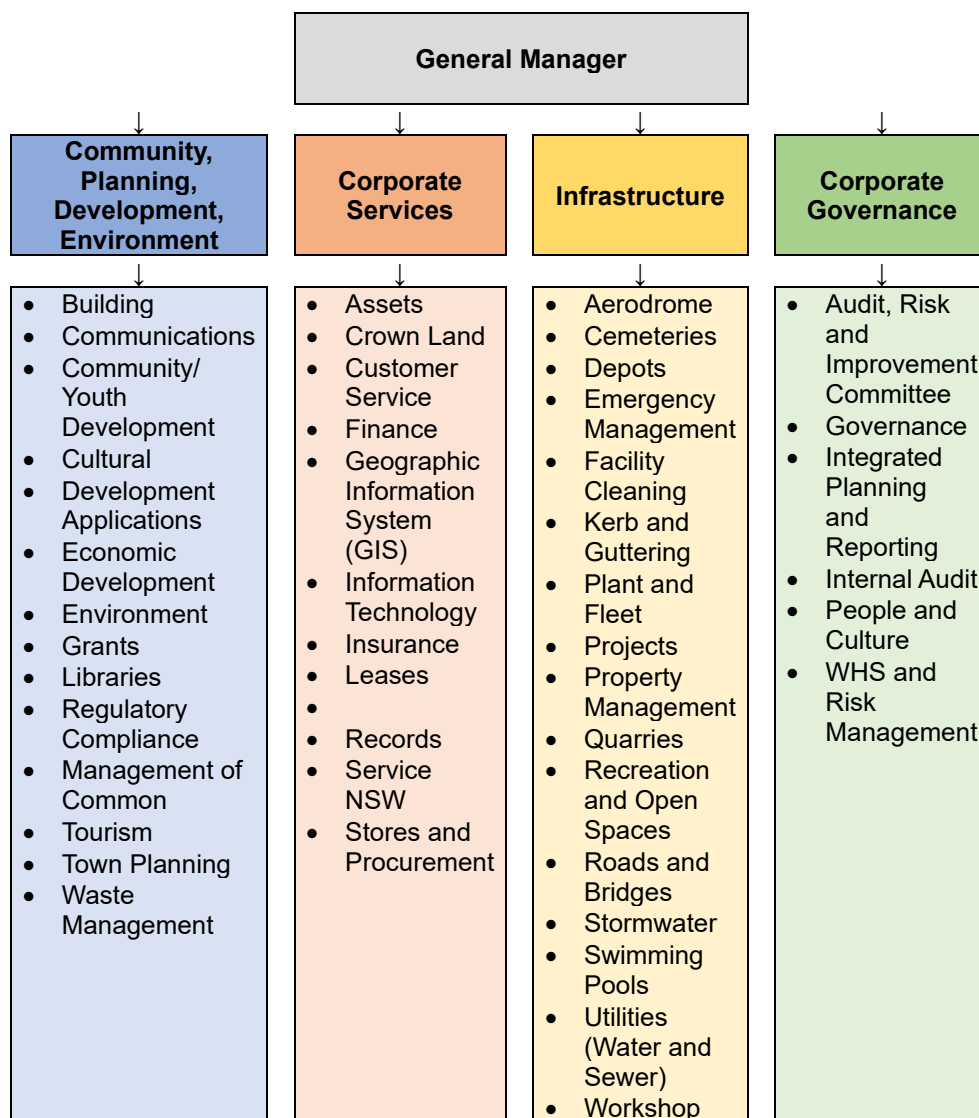 General Manager
↓
↓
↓
↓
Community,
Planning,
Development,
Environment
Corporate
Services
Infrastructure
Corporate
Governance
↓
↓
↓
↓
• Building
• Communications
• Community/
Youth
Development
• Cultural
• Development
Applications
• Economic
Development
• Environment
• Grants
• Libraries
• Regulatory
Compliance
• Management of
Common
• Tourism
• Town Planning
• Waste
Management
• Assets
• Crown Land
• Customer
Service
• Finance
• Geographic
Information
System
(GIS)
• Information
Technology
• Insurance
• Leases
•
• Records
• Service
NSW
• Stores and
Procurement
• Aerodrome
• Cemeteries
• Depots
• Emergency
Management
• Facility
Cleaning
• Kerb and
Guttering
• Plant and
Fleet
• Projects
• Property
Management
• Quarries
• Recreation
and Open
Spaces
• Roads and
Bridges
• Stormwater
• Swimming
Pools
• Utilities
(Water and
Sewer)
• Workshop
• Audit, Risk
and
Improvement
Committee
• Governance
• Integrated
Planning
and
Reporting
• Internal Audit
• People and
Culture
• WHS and
Risk
Management